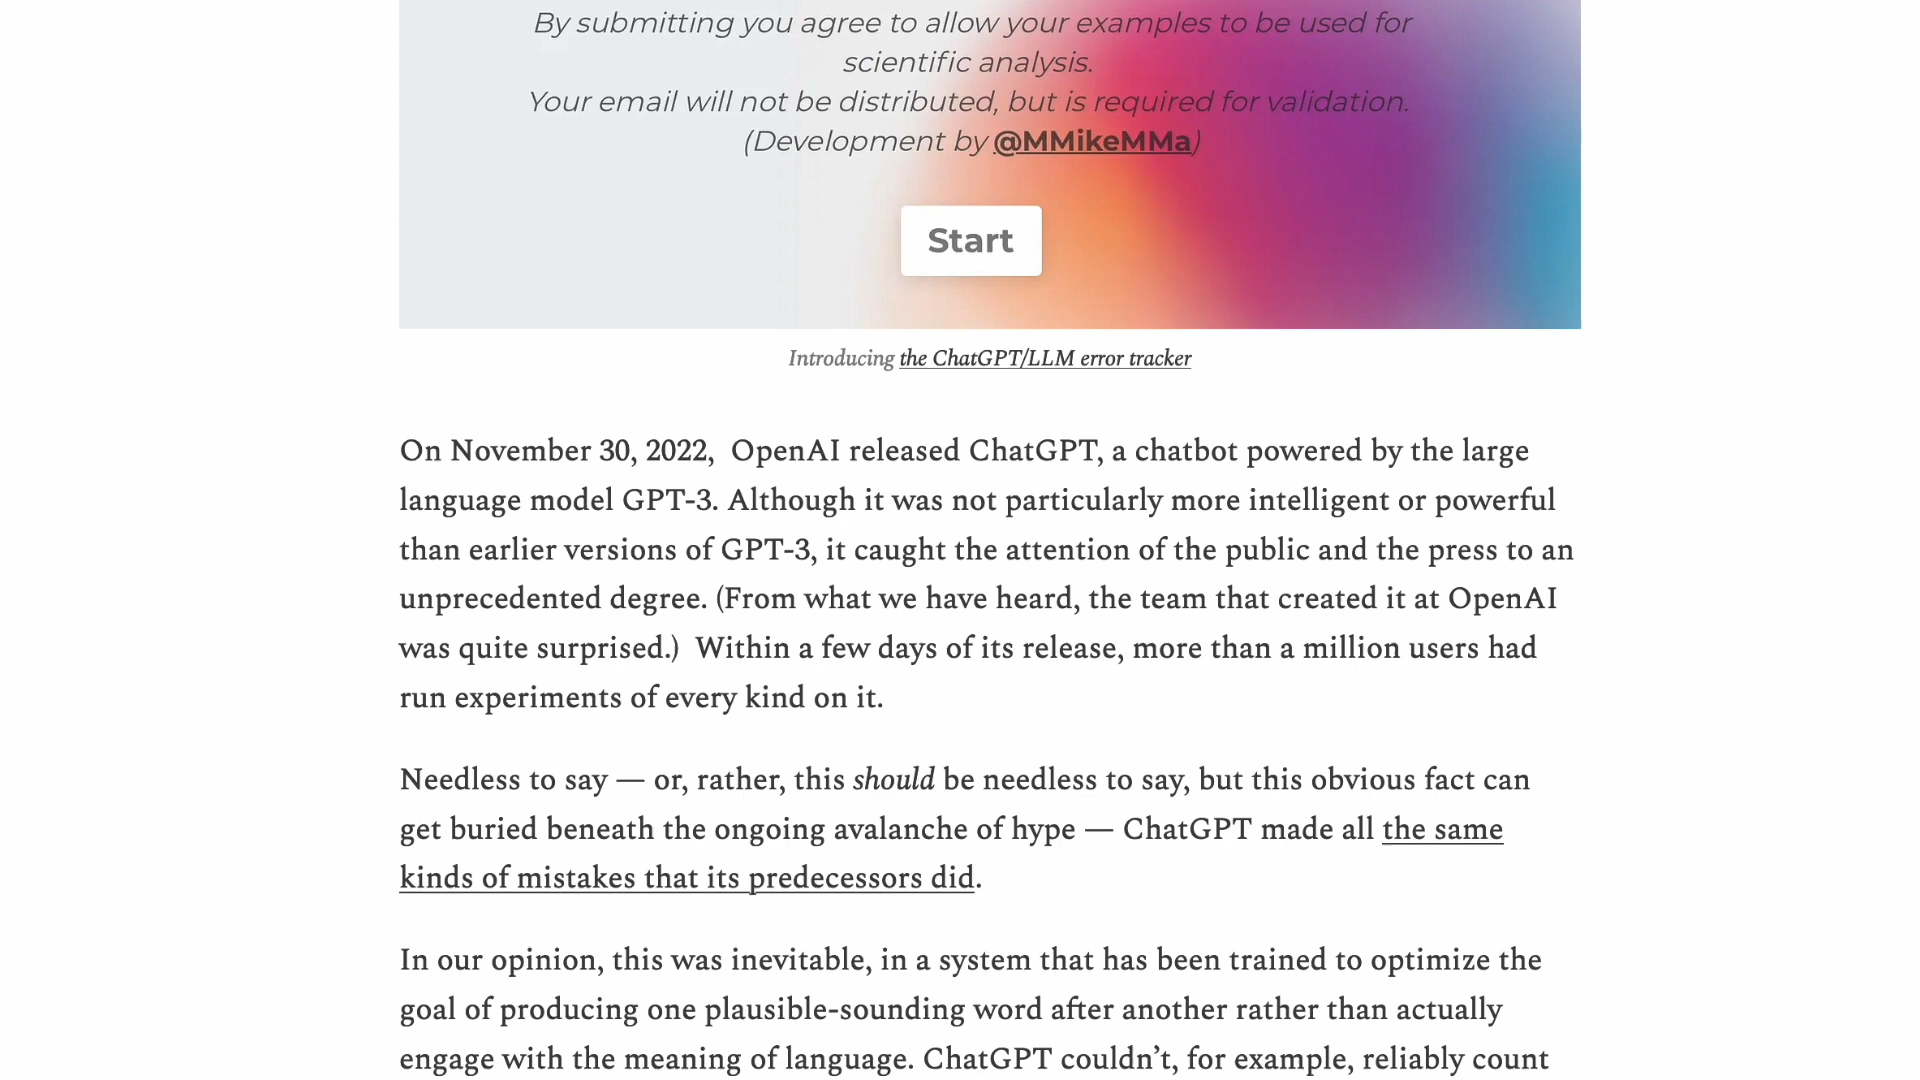 By submitting you agree to allow your examples to be used for
scientific analysis.
Your email will not be distributed, but is required for validation.
(Development by @MMikeMMa)
Start
Introducing the ChatGPT/LLM error tracker
On November 30, 2022,  OpenAI released ChatGPT, a chatbot powered by the large
language model GPT-3. Although it was not particularly more intelligent or powerful
than earlier versions of GPT-3, it caught the attention of the public and the press to an
unprecedented degree. (From what we have heard, the team that created it at OpenAI
was quite surprised.)  Within a few days of its release, more than a million users had
run experiments of every kind on it.
Needless to say — or, rather, this should be needless to say, but this obvious fact can
get buried beneath the ongoing avalanche of hype — ChatGPT made all the same
kinds of mistakes that its predecessors did.
In our opinion, this was inevitable, in a system that has been trained to optimize the
goal of producing one plausible-sounding word after another rather than actually
engage with the meaning of language. ChatGPT couldn’t, for example, reliably count